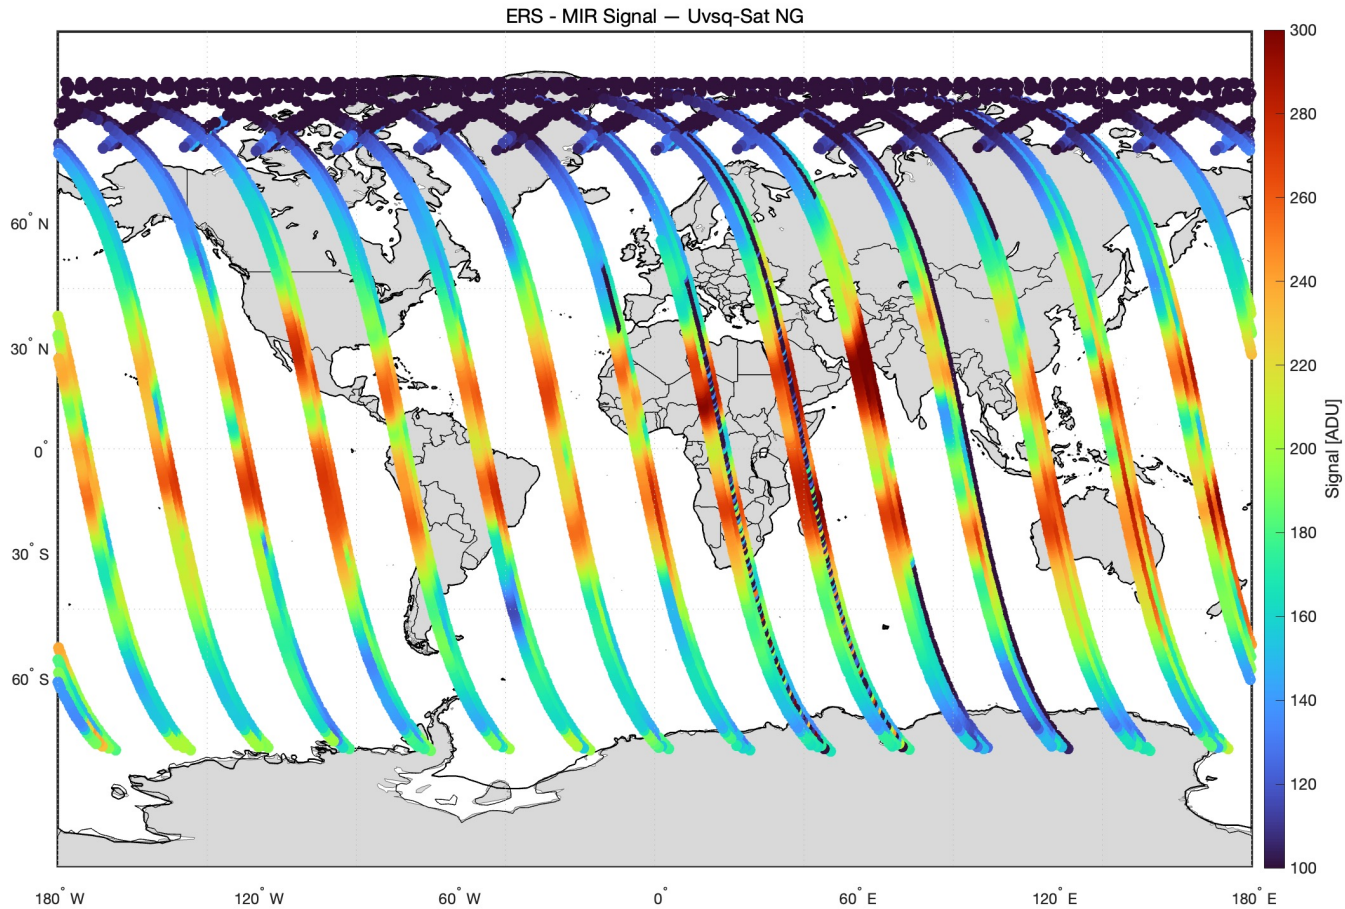 ERS - MIR Signal — Uvsq-Sat NG
60° N
30° N
0°
30° S
60° S
180° W
120° W
60° W
0°
60° E
120° E
180° E
300
280
260
240
220
200
180
160
140
120
100
Signal [ADU]